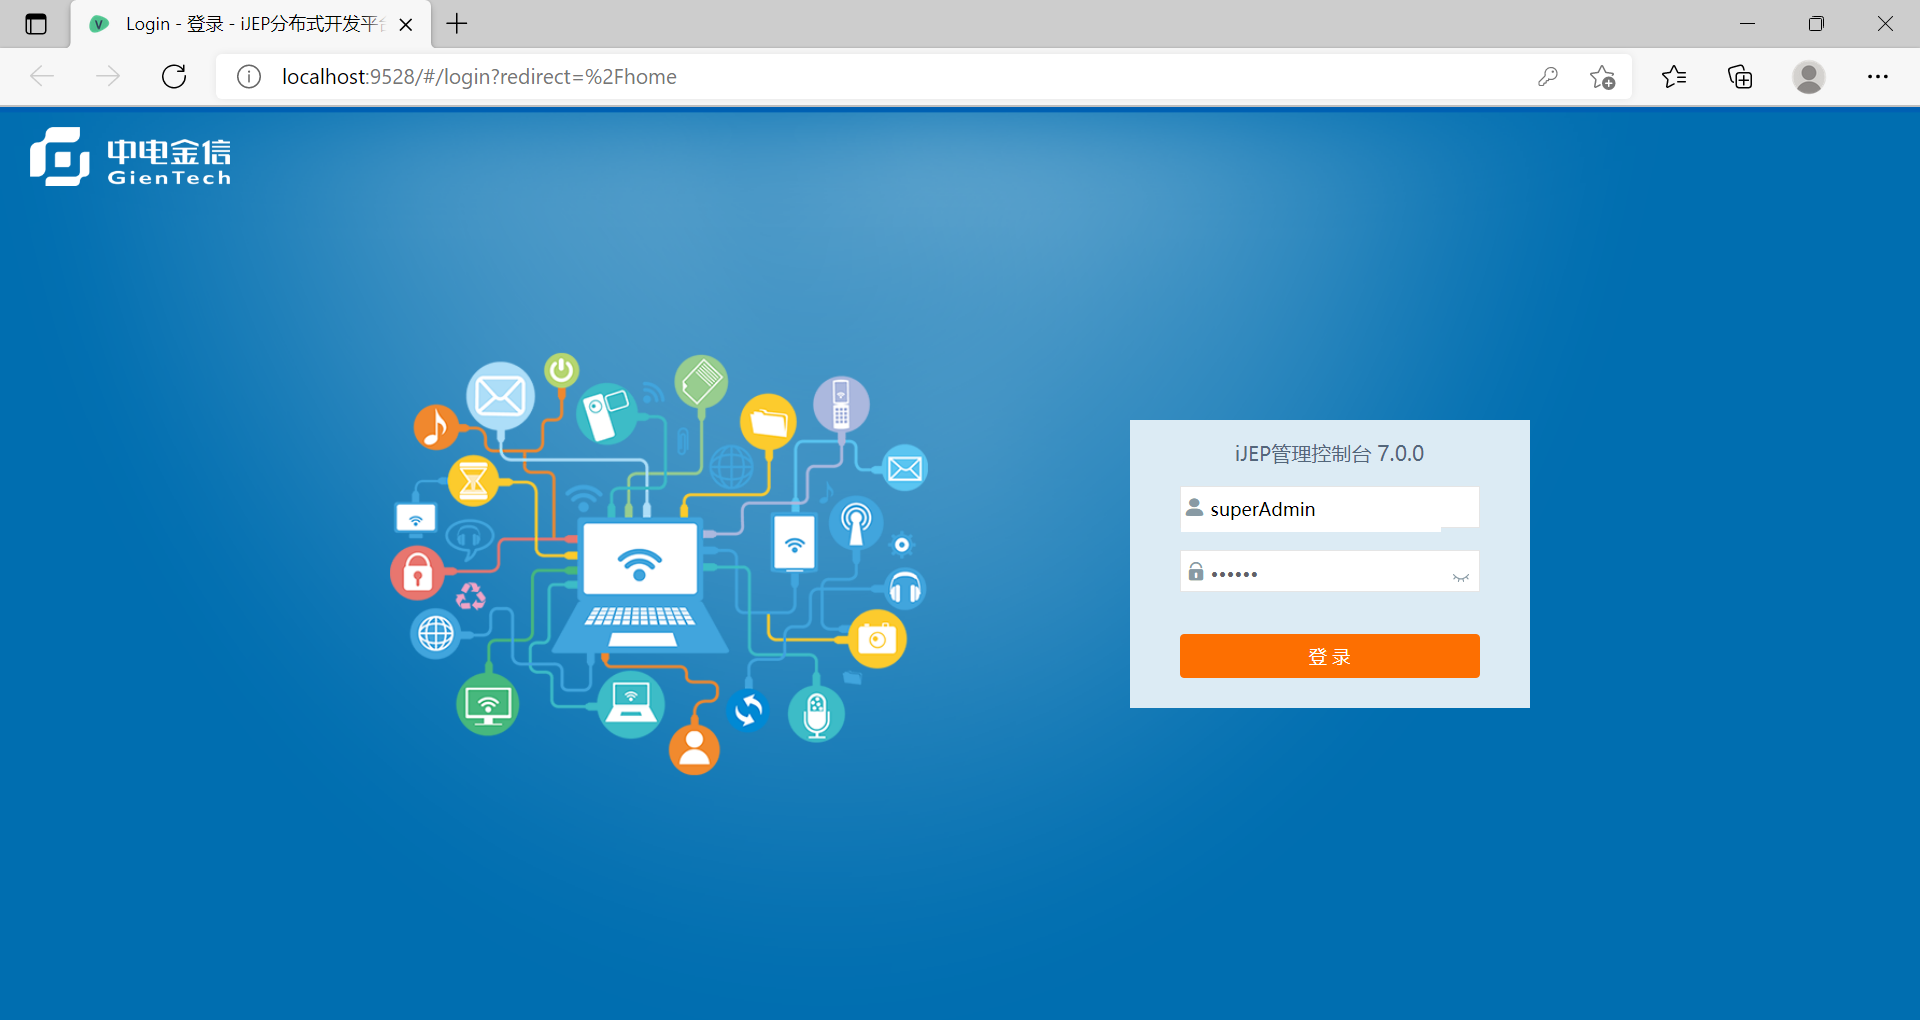 Login - 登录 - iJEP分布式开发平
localhost:9528/#/login?redirect=%2Fhome
中电金信
GienTech
iJEP管理控制台 7.0.0
superAdmin
••••••
登 录